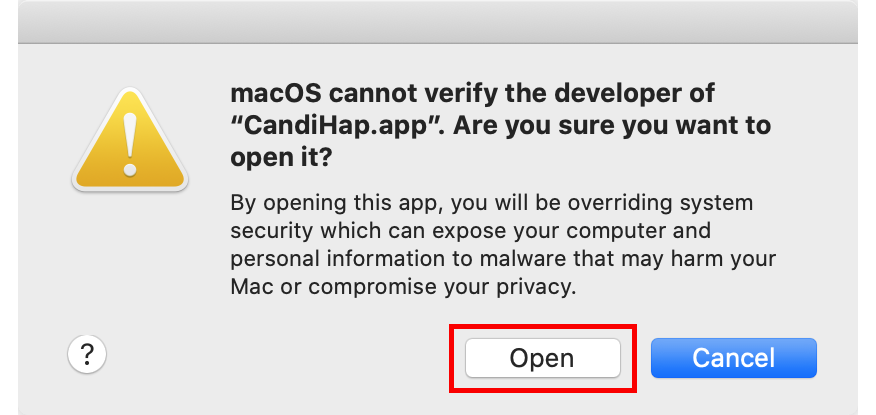 macOS cannot verify the developer of
“CandiHap.app”. Are you sure you want to
open it?
By opening this app, you will be overriding system
security which can expose your computer and
personal information to malware that may harm your
Mac or compromise your privacy.
?
Open
Cancel